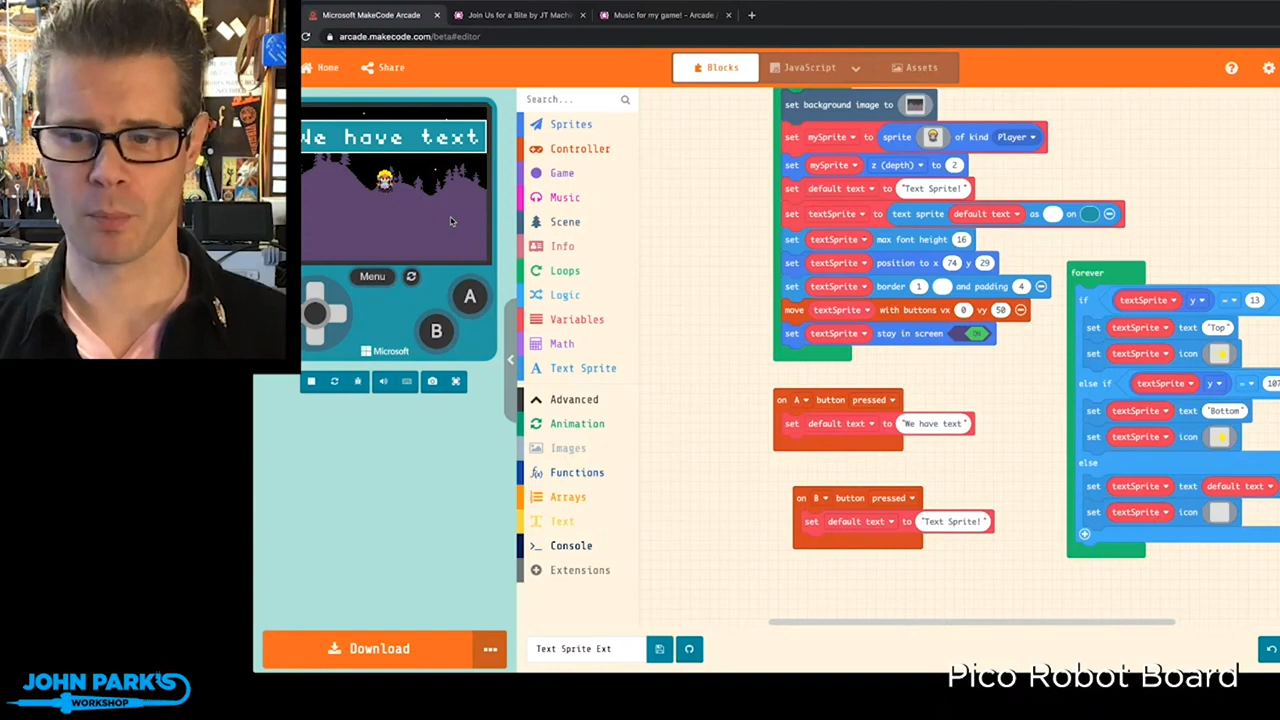 Microsoft MakeCode Arcade
Join Us for a Bite by JT Machi
Music for my game! - Arcade
arcade.makecode.com/beta#editor
Home
Share
Blocks
JavaScript
Assets
We have text
Menu
A
B
Microsoft
Download
Search...
Sprites
Controller
Game
Music
Scene
Info
Loops
Logic
Variables
Math
Text Sprite
Advanced
Animation
Images
Functions
Arrays
Text
Console
Extensions
set background image to
set mySprite to sprite of kind Player
set mySprite z (depth) to 2
set default text to "Text Sprite!"
set textSprite to text sprite default text as on
set textSprite max font height 16
set textSprite position to x 74 y 29
set textSprite border 1 and padding 4
move textSprite with buttons vx 0 vy 50
set textSprite stay in screen ON
on A button pressed
set default text to "We have text"
on B button pressed
set default text to "Text Sprite!"
forever
if textSprite y = 13
set textSprite text "Top"
set textSprite icon
else if textSprite y = 107
set textSprite text "Bottom"
set textSprite icon
else
set textSprite text default text
set textSprite icon
Text Sprite Ext
Pico Robot Board
JOHN PARK'S
WORKSHOP